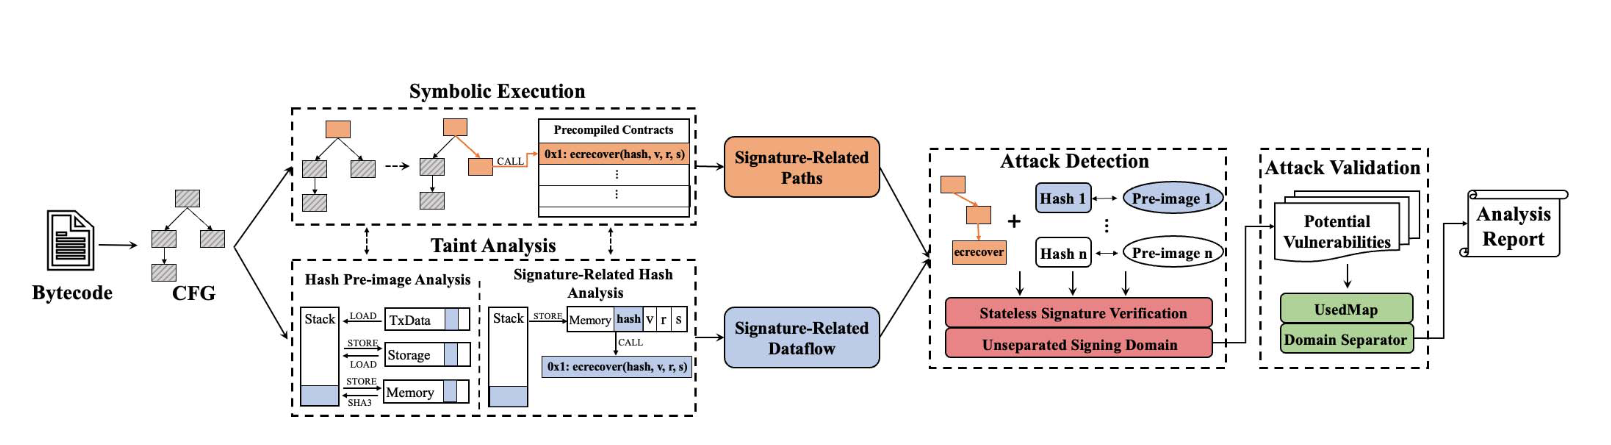 Bytecode
CFG
Symbolic Execution
CALL
Precompiled Contracts
0x1: ecrecover(hash, v, r, s)
Taint Analysis
Hash Pre-image Analysis
Stack
LOAD
TxData
STORE
LOAD
Storage
STORE
SHA3
Memory
Signature-Related Hash
Analysis
Stack
STORE
Memory hash v r s
CALL
0x1: ecrecover(hash, v, r, s)
Signature-Related
Paths
Signature-Related
Dataflow
Attack Detection
ecrecover
+
Hash 1
Pre-image 1
Hash n
Pre-image n
Stateless Signature Verification
Unseparated Signing Domain
Attack Validation
Potential
Vulnerabilities
UsedMap
Domain Separator
Analysis
Report